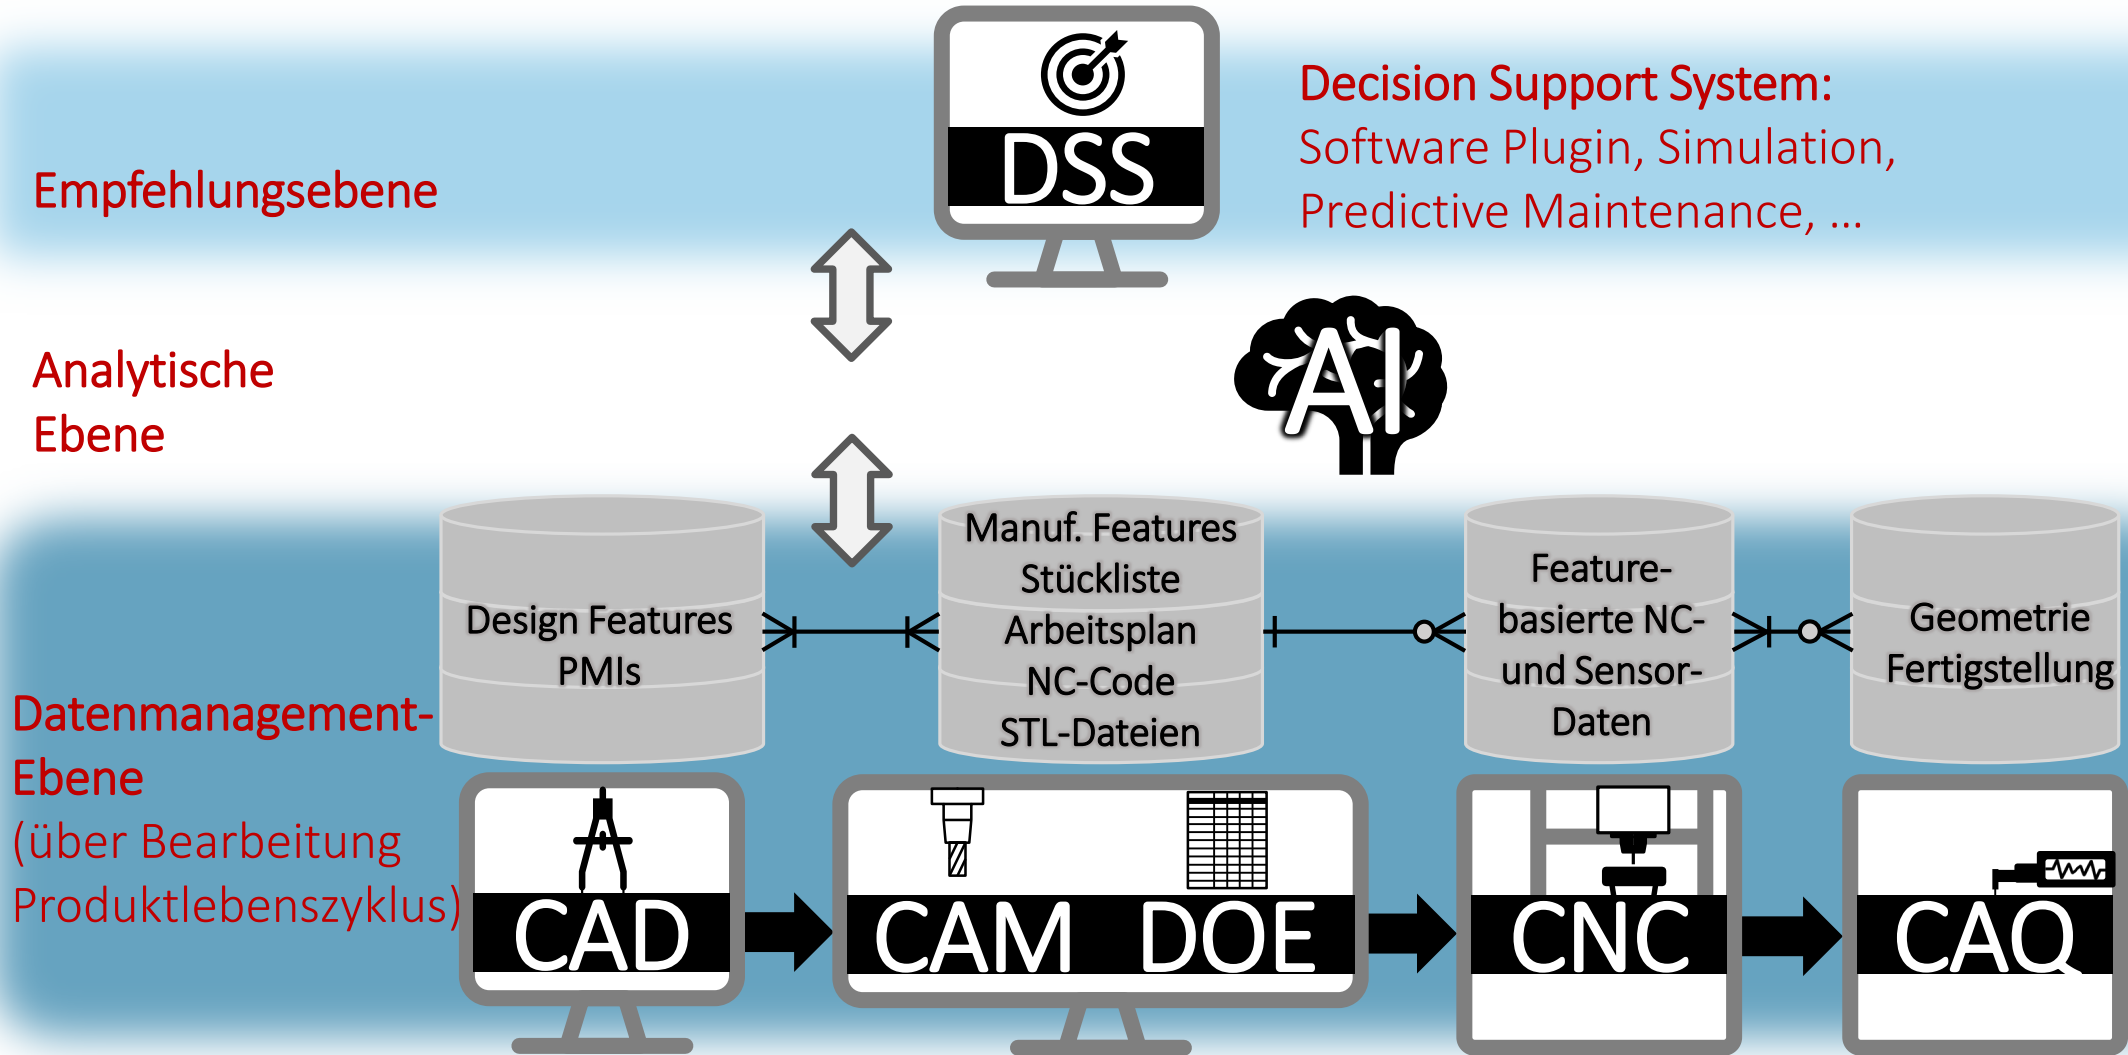 DSS
Decision Support System:
Software Plugin, Simulation,
Predictive Maintenance, ...
Empfehlungsebene
AI
Analytische
Ebene
Design Features
PMIs
Manuf. Features
Stückliste
Arbeitsplan
NC-Code
STL-Dateien
Feature-
basierte NC-
und Sensor-
Daten
Geometrie
Fertigstellung
Datenmanagement-
Ebene
(über Bearbeitung
Produktlebenszyklus)
CAD
CAM DOE
CNC
CAQ